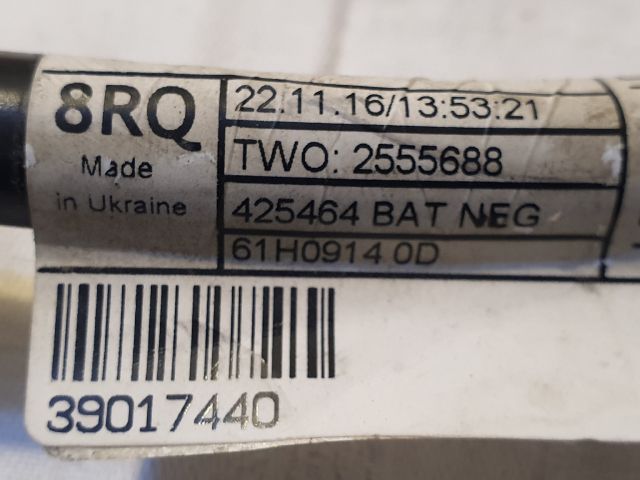 8RQ
Made
in Ukraine
22.11.16/13:53:21
TWO: 2555688
425464 BAT NEG
61H0914 0D
39017440